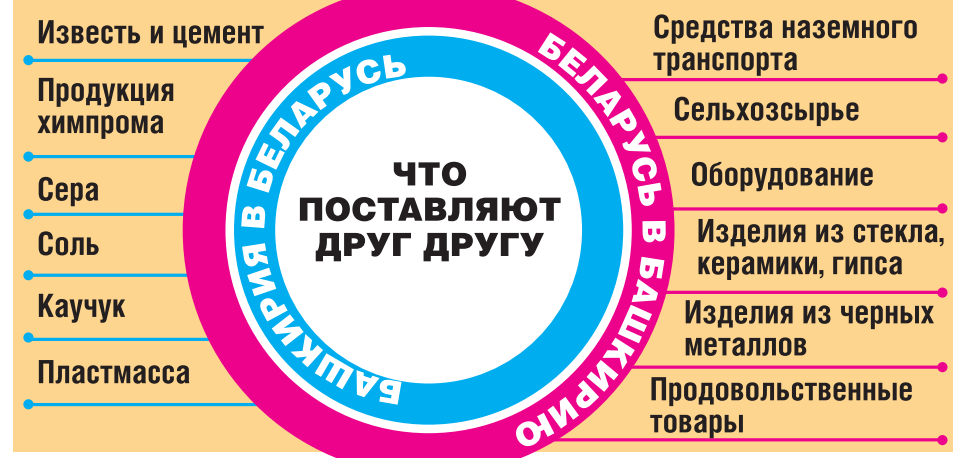 Известь и цемент
Продукция
химпрома
Сера
Соль
Каучук
Пластмасса
БАШКИРИЯ В БЕЛАРУСЬ
ЧТО
ПОСТАВЛЯЮТ
ДРУГ ДРУГУ
БЕЛАРУСЬ В БАШКИРИЮ
Средства наземного
транспорта
Сельхозсырье
Оборудование
Изделия из стекла,
керамики, гипса
Изделия из черных
металлов
Продовольственные
товары